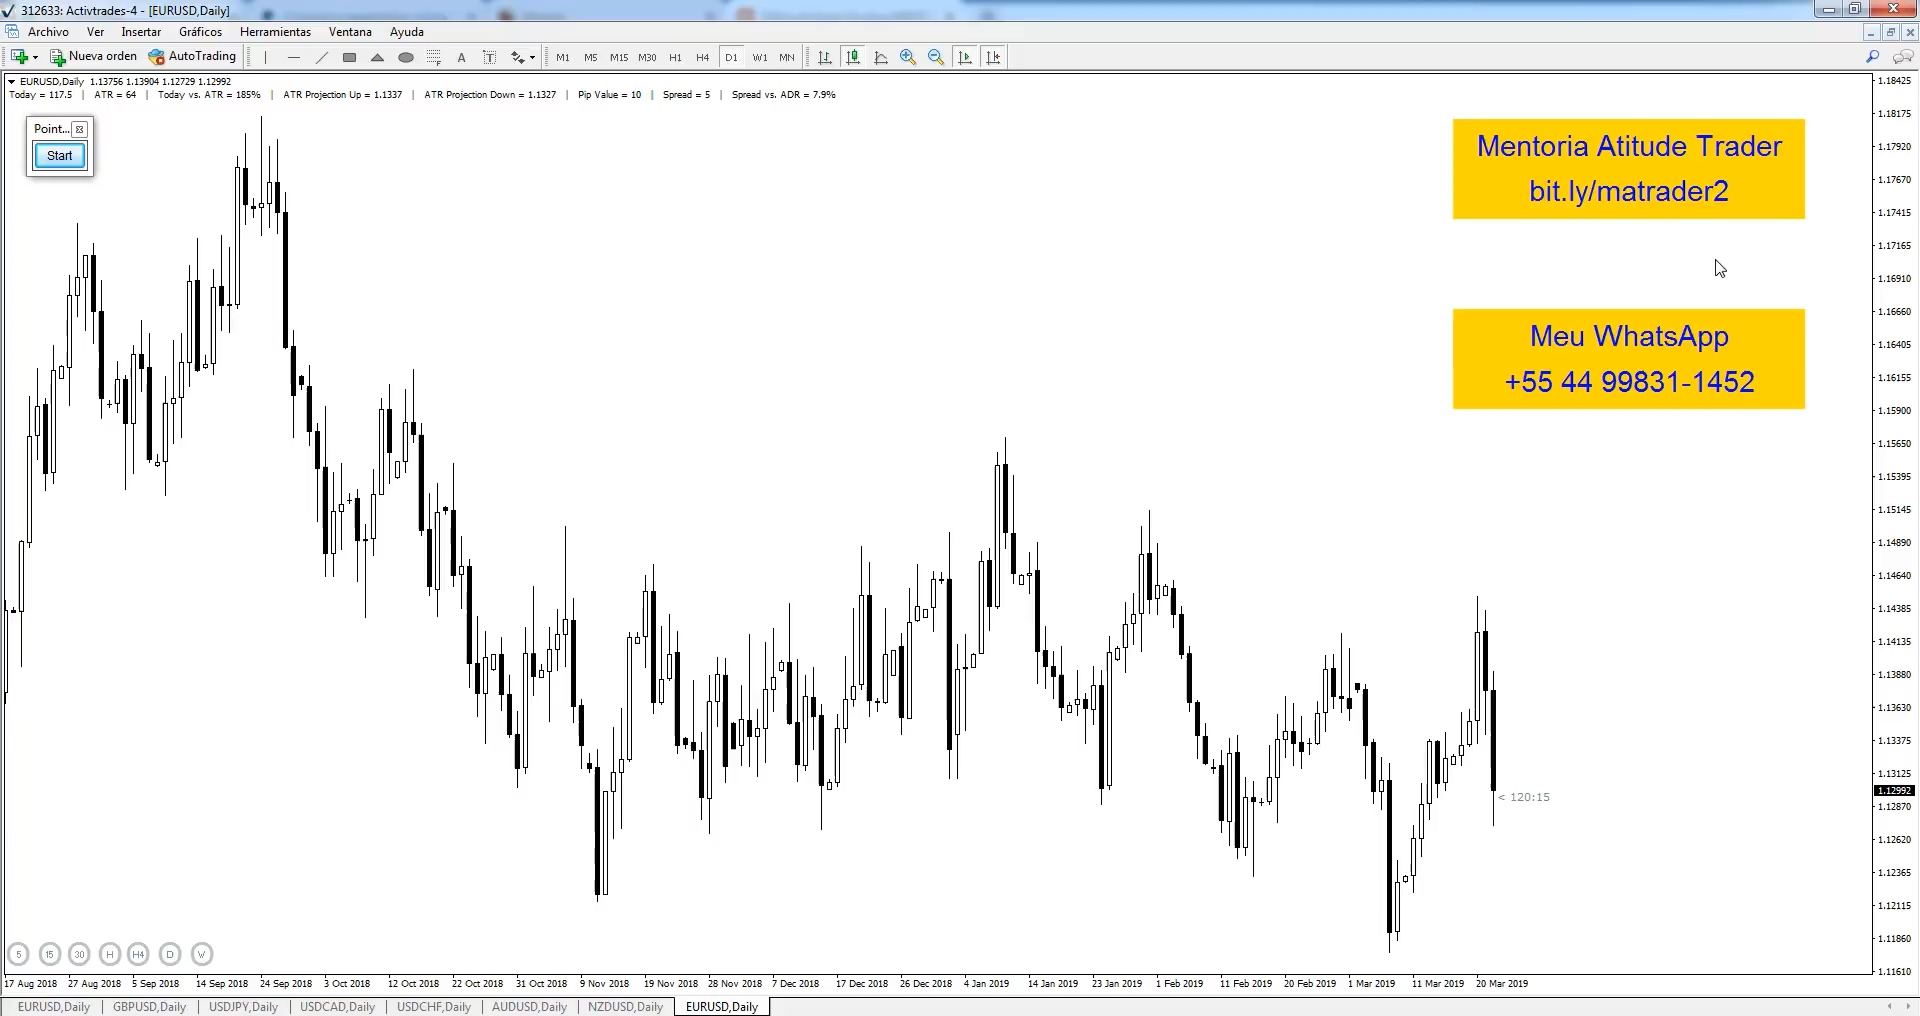 312633: Activtrades-4 - [EURUSD,Daily]
Archivo Ver Insertar Gráficos Herramientas Ventana Ayuda
Nueva orden AutoTrading A T M1 M5 M15 M30 H1 H4 D1 W1 MN
EURUSD,Daily 1.13756 1.13904 1.12729 1.12992
Today = 117.5 | ATR = 64 | Today vs. ATR = 185% | ATR Projection Up = 1.1337 | ATR Projection Down = 1.1327 | Pip Value = 10 | Spread = 5 | Spread vs. ADR = 7.9%
Point...
Start
Mentoria Atitude Trader
bit.ly/matrader2
Meu WhatsApp
+55 44 99831-1452
1.18425
1.18175
1.17920
1.17670
1.17415
1.17165
1.16910
1.16660
1.16405
1.16155
1.15900
1.15650
1.15395
1.15145
1.14890
1.14640
1.14385
1.14135
1.13880
1.13630
1.13375
1.13125
1.12992
1.12870
1.12620
1.12365
1.12115
1.11860
1.11610
< 120:15
5 15 30 H H4 D W
17 Aug 2018 27 Aug 2018 5 Sep 2018 14 Sep 2018 24 Sep 2018 3 Oct 2018 12 Oct 2018 22 Oct 2018 31 Oct 2018 9 Nov 2018 19 Nov 2018 28 Nov 2018 7 Dec 2018 17 Dec 2018 26 Dec 2018 4 Jan 2019 14 Jan 2019 23 Jan 2019 1 Feb 2019 11 Feb 2019 20 Feb 2019 1 Mar 2019 11 Mar 2019 20 Mar 2019
EURUSD,Daily GBPUSD,Daily USDJPY,Daily USDCAD,Daily USDCHF,Daily AUDUSD,Daily NZDUSD,Daily EURUSD,Daily